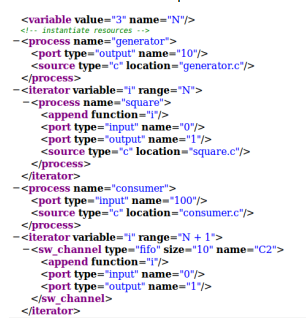 <variable value="3" name="N"/>
<!-- instantiate resources -->
−<process name="generator">
<port type="output" name="10"/>
<source type="c" location="generator.c"/>
</process>
−<iterator variable="i" range="N">
−<process name="square">
<append function="i"/>
<port type="input" name="0"/>
<port type="output" name="1"/>
<source type="c" location="square.c"/>
</process>
</iterator>
−<process name="consumer">
<port type="input" name="100"/>
<source type="c" location="consumer.c"/>
</process>
−<iterator variable="i" range="N + 1">
−<sw_channel type="fifo" size="10" name="C2">
<append function="i"/>
<port type="input" name="0"/>
<port type="output" name="1"/>
</sw_channel>
</iterator>